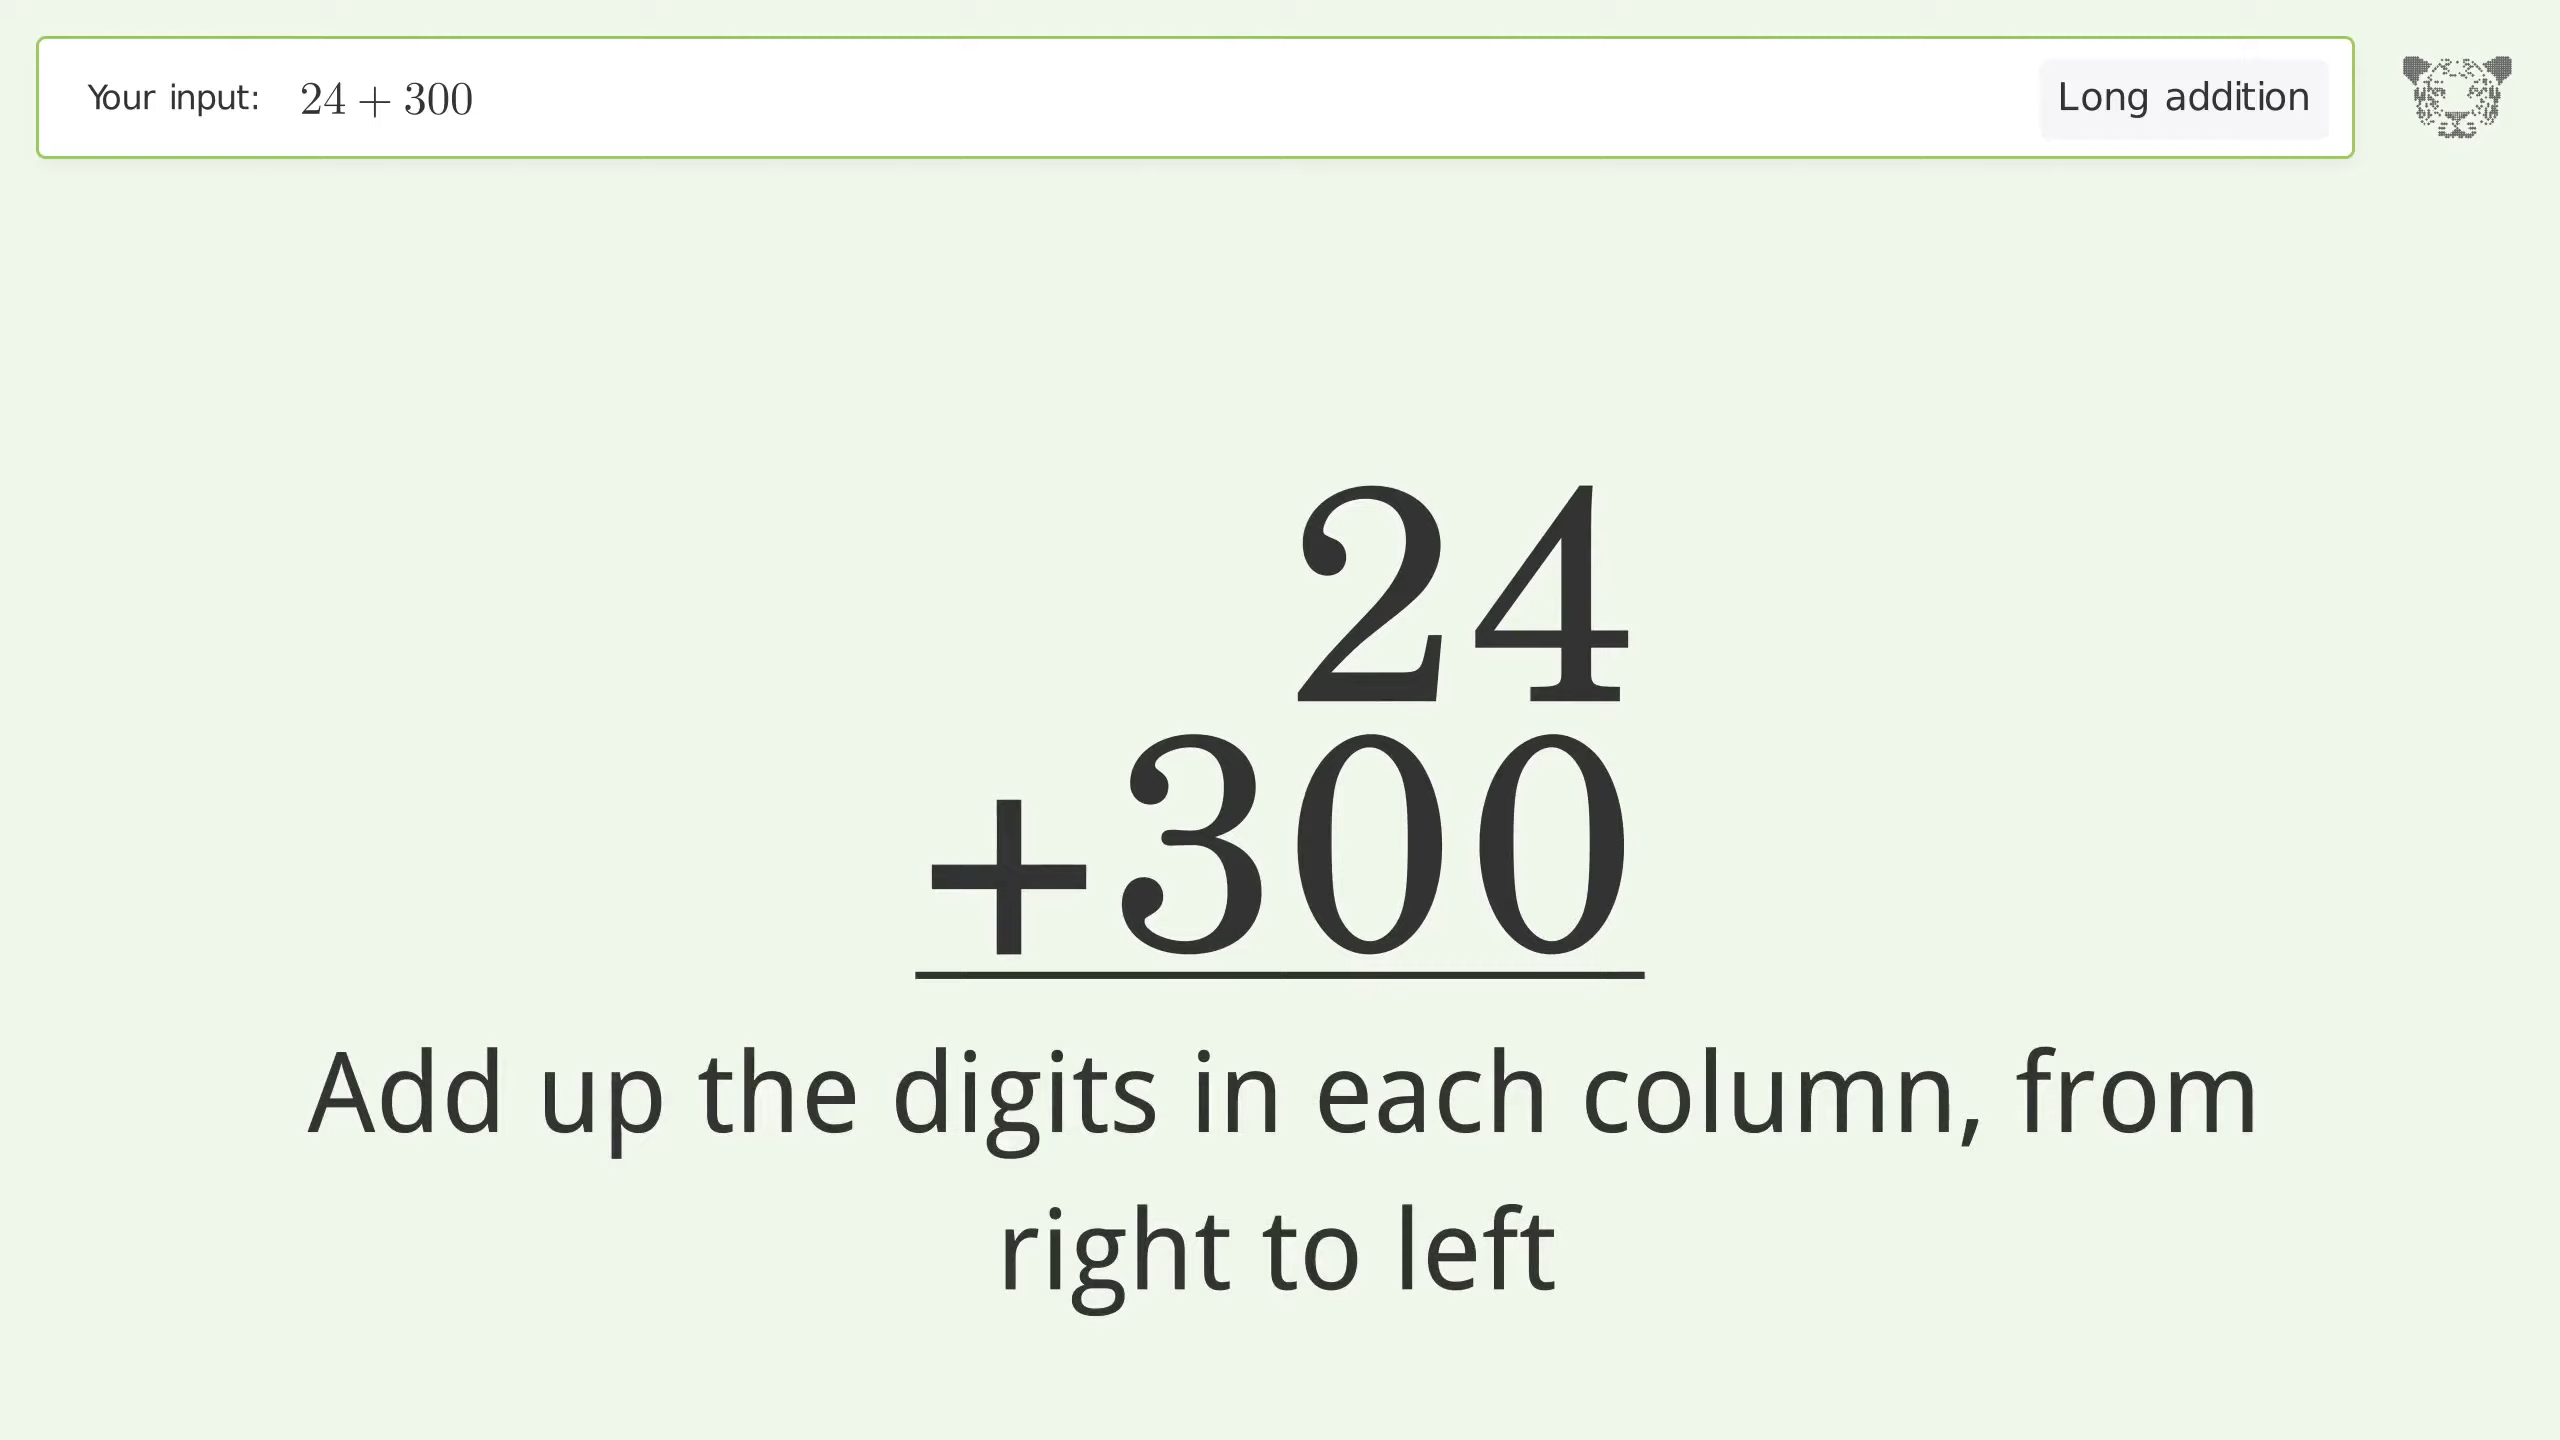 Your input: 24 + 300 Long addition
24
+300
Add up the digits in each column, from
right to left